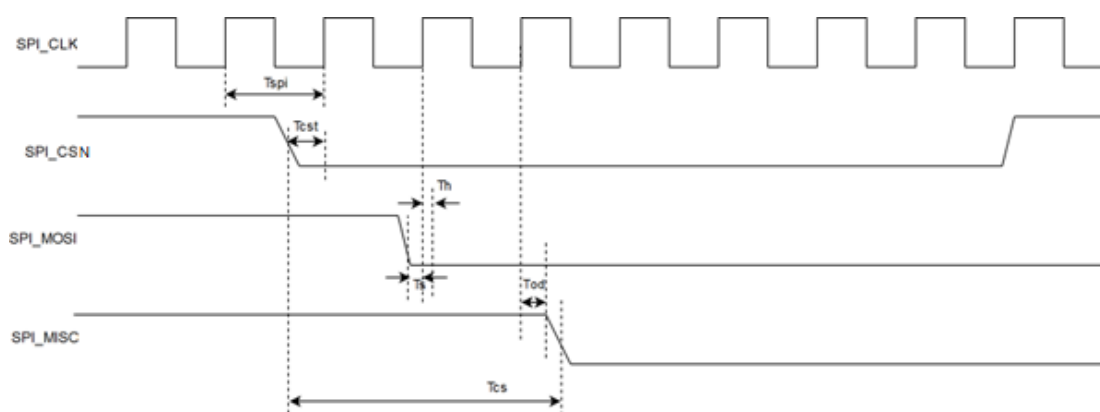 SPI_CLK
Tspi
Tcst
SPI_CSN
Th
SPI_MOSI
Ts
Tod
SPI_MISC
Tcs